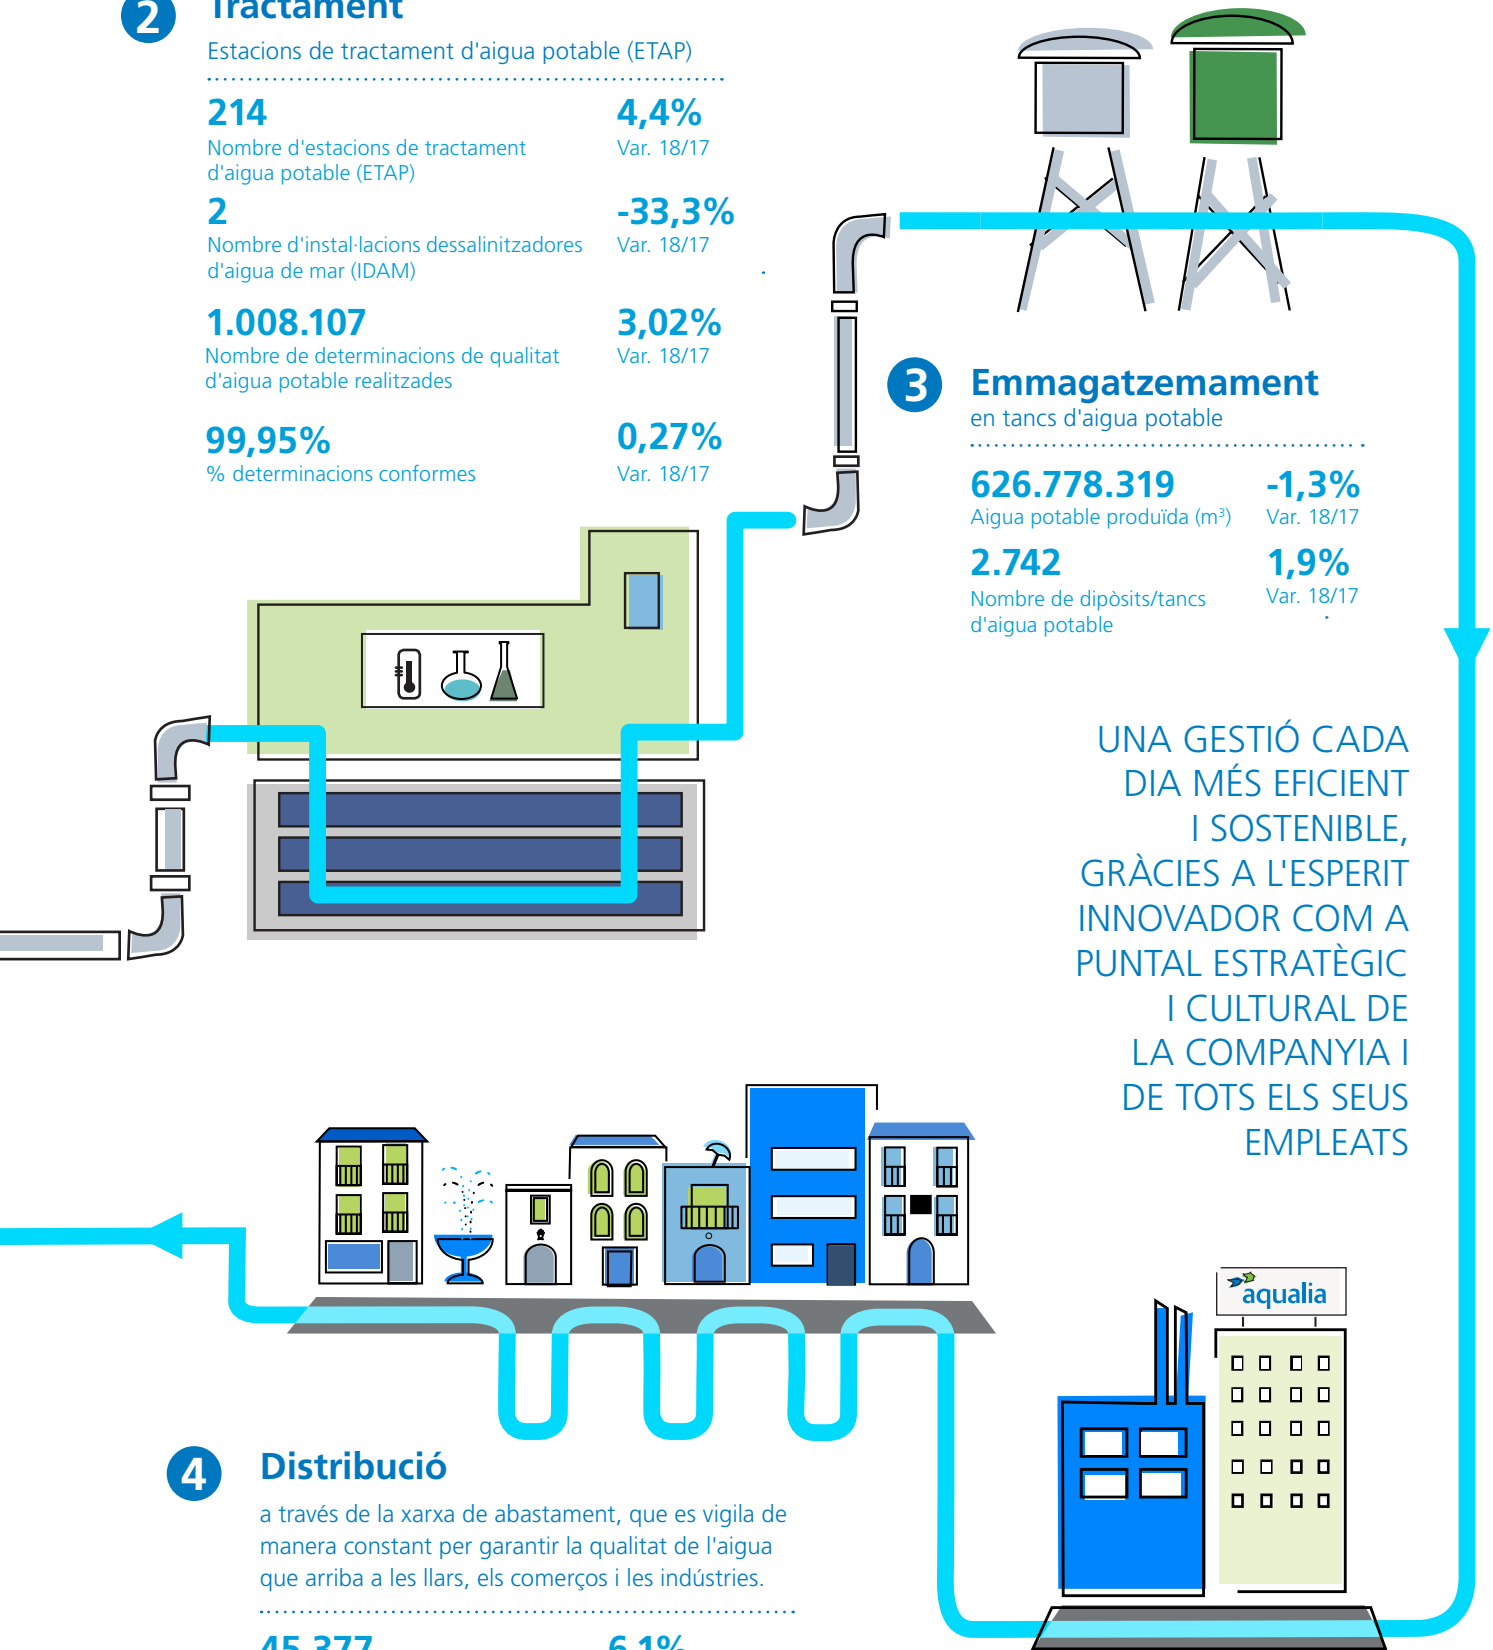 2
Tractament
Estacions de tractament d'aigua potable (ETAP)
214
4,4%
Nombre d'estacions de tractament
d'aigua potable (ETAP)
Var. 18/17
2
-33,3%
Nombre d'instal·lacions dessalinitzadores
d'aigua de mar (IDAM)
Var. 18/17
1.008.107
3,02%
Nombre de determinacions de qualitat
d'aigua potable realitzades
Var. 18/17
99,95%
0,27%
% determinacions conformes
Var. 18/17
3
Emmagatzemament
en tancs d'aigua potable
626.778.319
-1,3%
Aigua potable produïda (m³)
Var. 18/17
2.742
1,9%
Nombre de dipòsits/tancs
d'aigua potable
Var. 18/17
UNA GESTIÓ CADA
DIA MÉS EFICIENT
I SOSTENIBLE,
GRÀCIES A L'ESPERIT
INNOVADOR COM A
PUNTAL ESTRATÈGIC
I CULTURAL DE
LA COMPANYIA I
DE TOTS ELS SEUS
EMPLEATS
aqualia
4
Distribució
a través de la xarxa de abastament, que es vigila de
manera constant per garantir la qualitat de l'aigua
que arriba a les llars, els comerços i les indústries.
45.377
6,1%